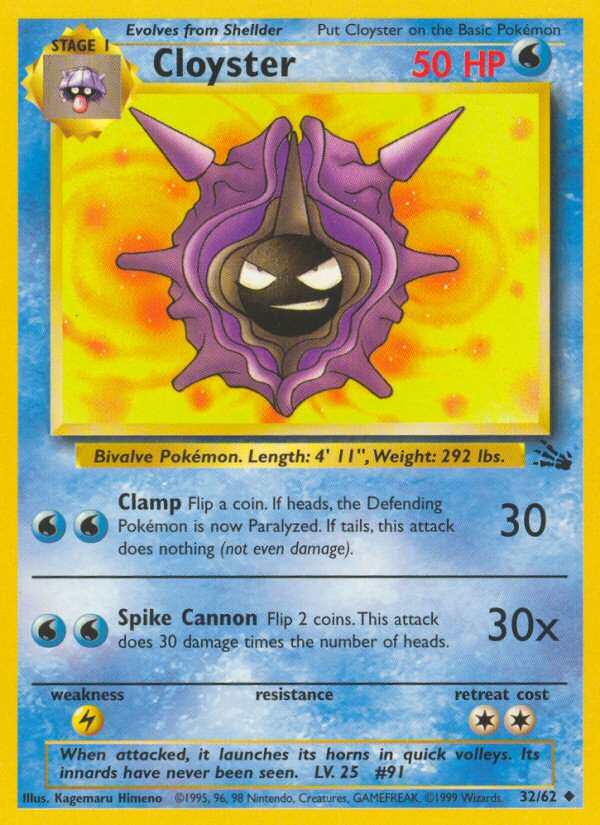 Evolves from Shellder Put Cloyster on the Basic Pokémon
STAGE 1
Cloyster 50 HP
Bivalve Pokémon. Length: 4' 11", Weight: 292 lbs.
Clamp Flip a coin. If heads, the Defending
Pokémon is now Paralyzed. If tails, this attack
does nothing (not even damage).
30
Spike Cannon Flip 2 coins. This attack
does 30 damage times the number of heads.
30x
weakness resistance retreat cost
When attacked, it launches its horns in quick volleys. Its
innards have never been seen. LV. 25 #91
Illus. Kagemaru Himeno ©1995, 96, 98 Nintendo, Creatures, GAMEFREAK. ©1999 Wizards. 32/62